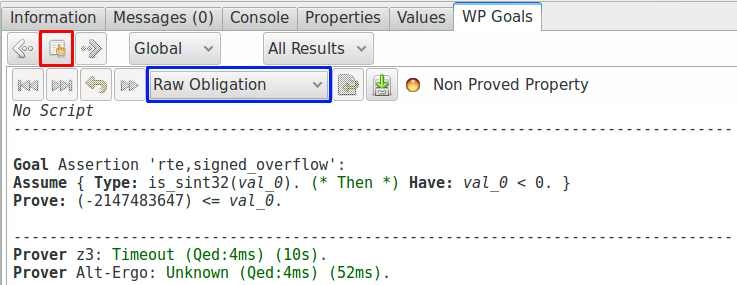 Information Messages (0) Console Properties Values WP Goals
Global All Results
Raw Obligation Non Proved Property
No Script
--------------------------------------------------------------------------------
Goal Assertion 'rte,signed_overflow':
Assume { Type: is_sint32(val_0). (* Then *) Have: val_0 < 0. }
Prove: (-2147483647) <= val_0.
--------------------------------------------------------------------------------
Prover z3: Timeout (Qed:4ms) (10s).
Prover Alt-Ergo: Unknown (Qed:4ms) (52ms).